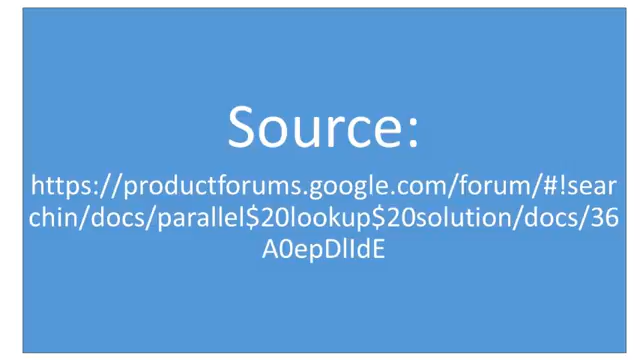 Source:
https://productforums.google.com/forum/#!sear
chin/docs/parallel$20lookup$20solution/docs/36
A0epDlIdE